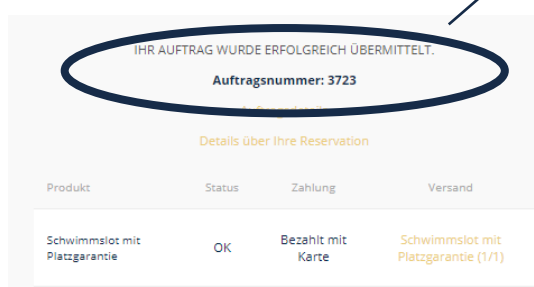 IHR AUFTRAG WURDE ERFOLGREICH ÜBERMITTELT.
Auftragsnummer: 3723
Details über Ihre Reservation
Produkt Status Zahlung Versand
Schwimmslot mit Platzgarantie OK Bezahlt mit Karte Schwimmslot mit Platzgarantie (1/1)